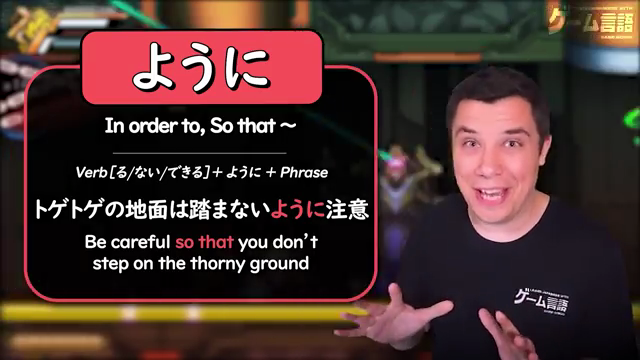 ように
In order to, So that ～
Verb [る/ない/できる] + ように + Phrase
トゲトゲの地面は踏まないように注意
Be careful so that you don't
step on the thorny ground
ゲーム言語
ゲーム言語